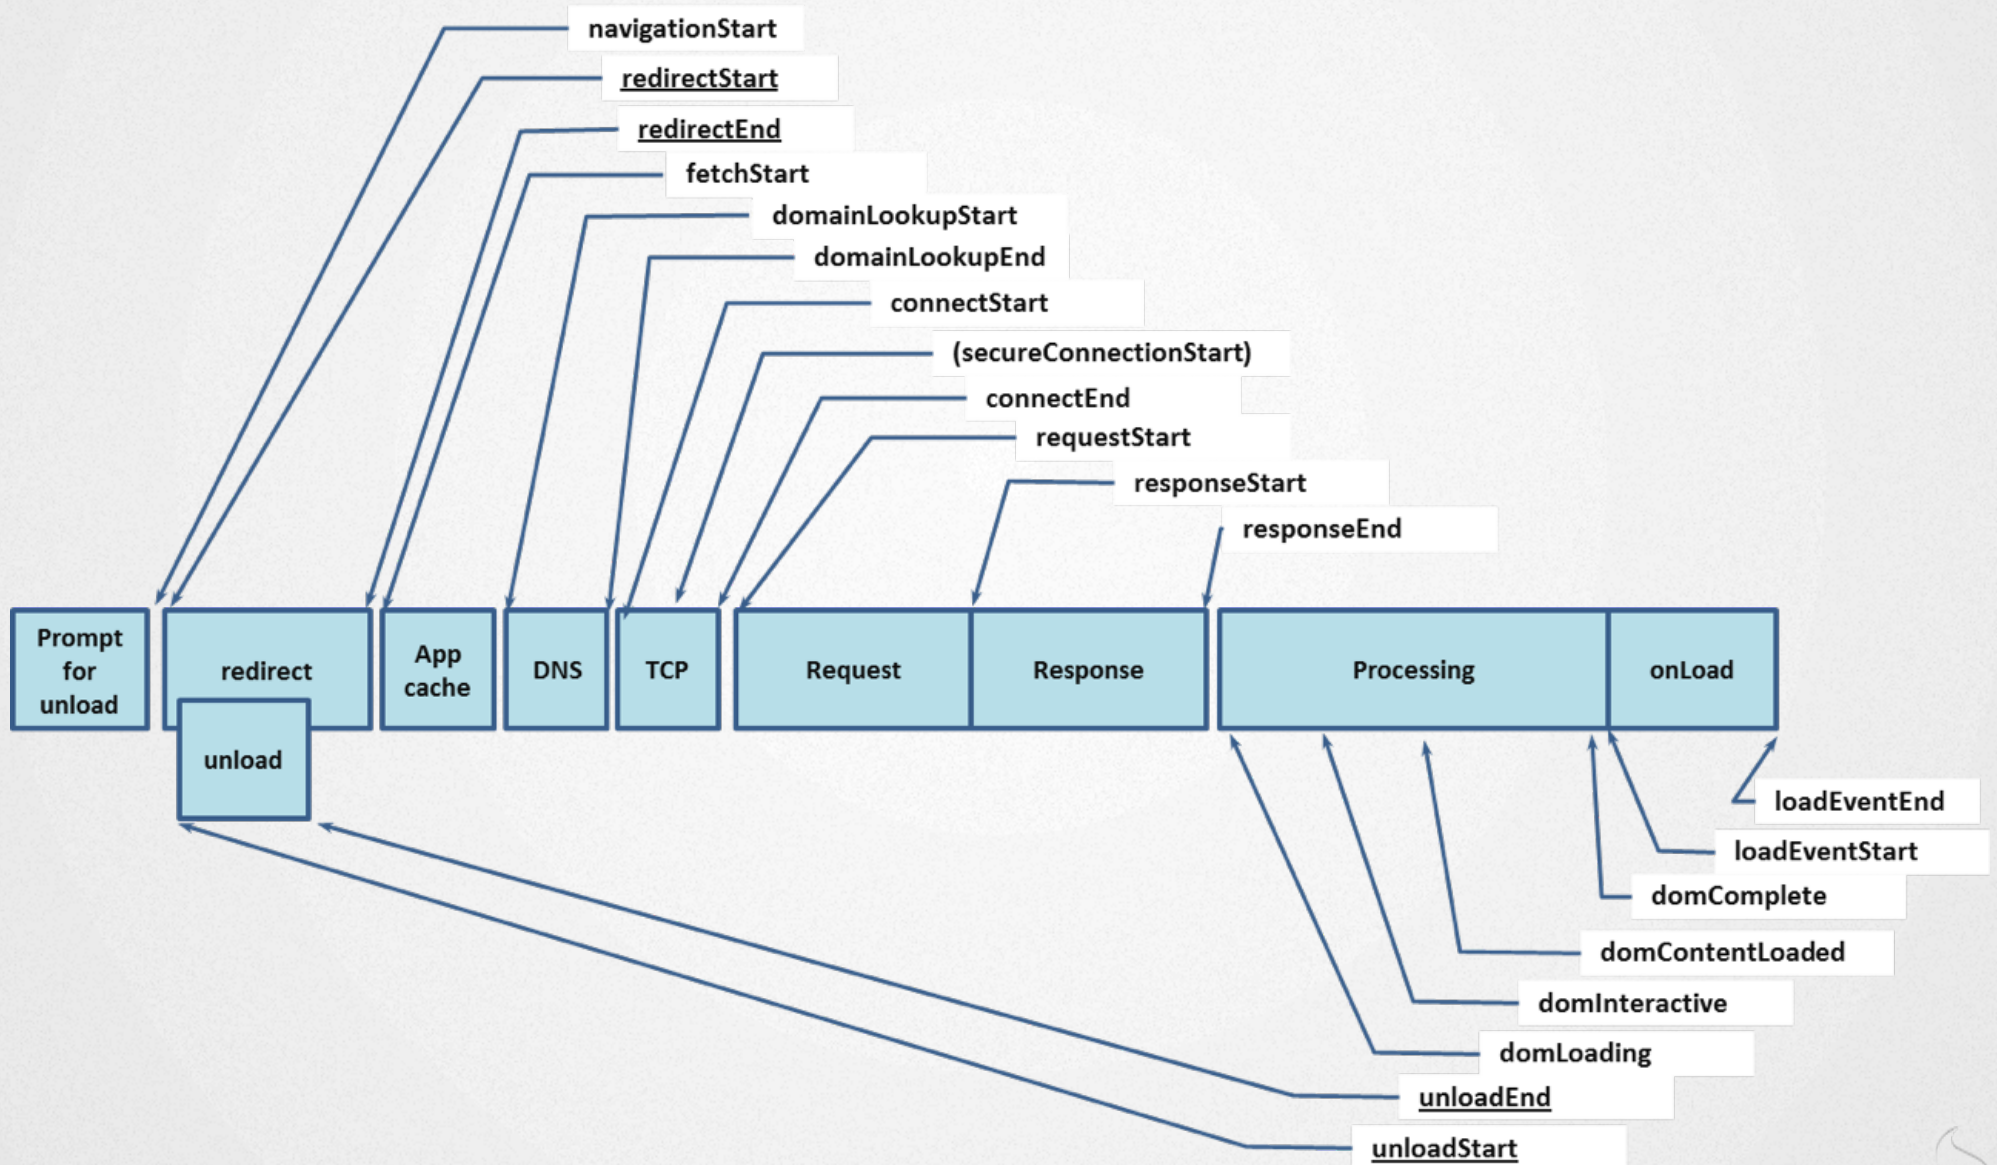 navigationStart
redirectStart
redirectEnd
fetchStart
domainLookupStart
domainLookupEnd
connectStart
(secureConnectionStart)
connectEnd
requestStart
responseStart
responseEnd
Prompt
for
unload
redirect
unload
App
cache
DNS
TCP
Request
Response
Processing
onLoad
loadEventEnd
loadEventStart
domComplete
domContentLoaded
domInteractive
domLoading
unloadEnd
unloadStart